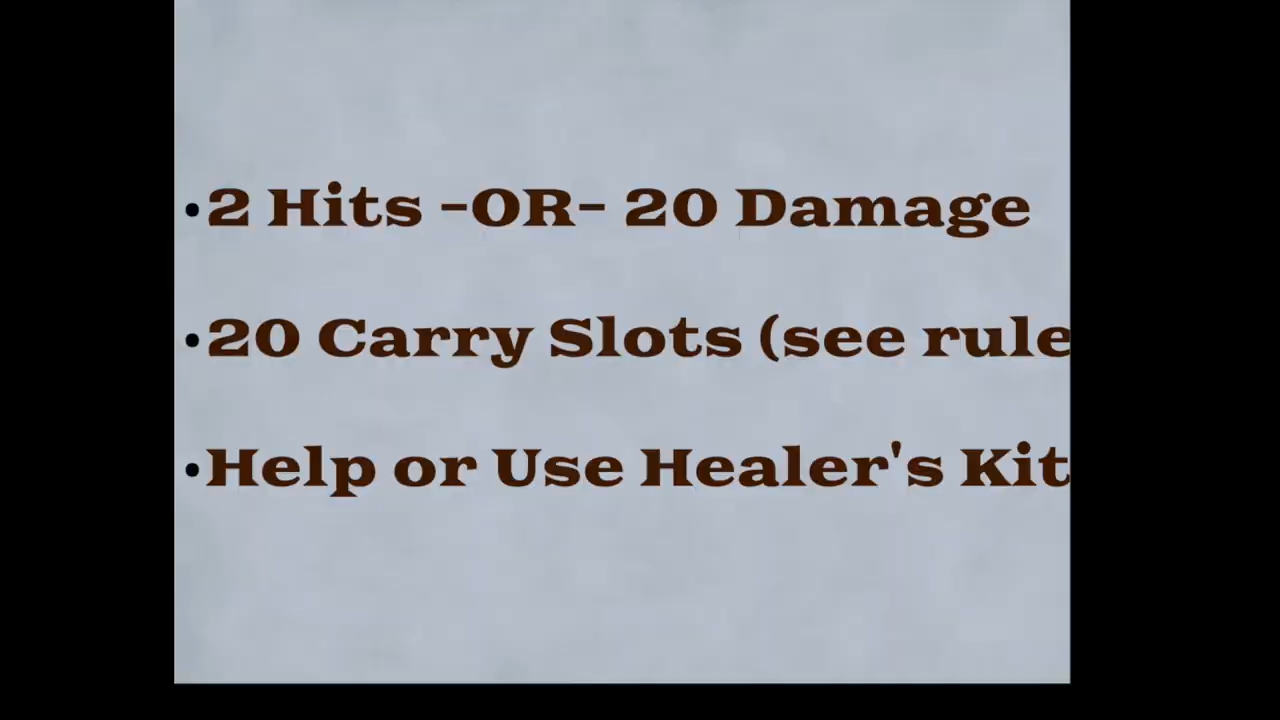 •2 Hits -OR- 20 Damage
•20 Carry Slots (see rule
•Help or Use Healer's Kit